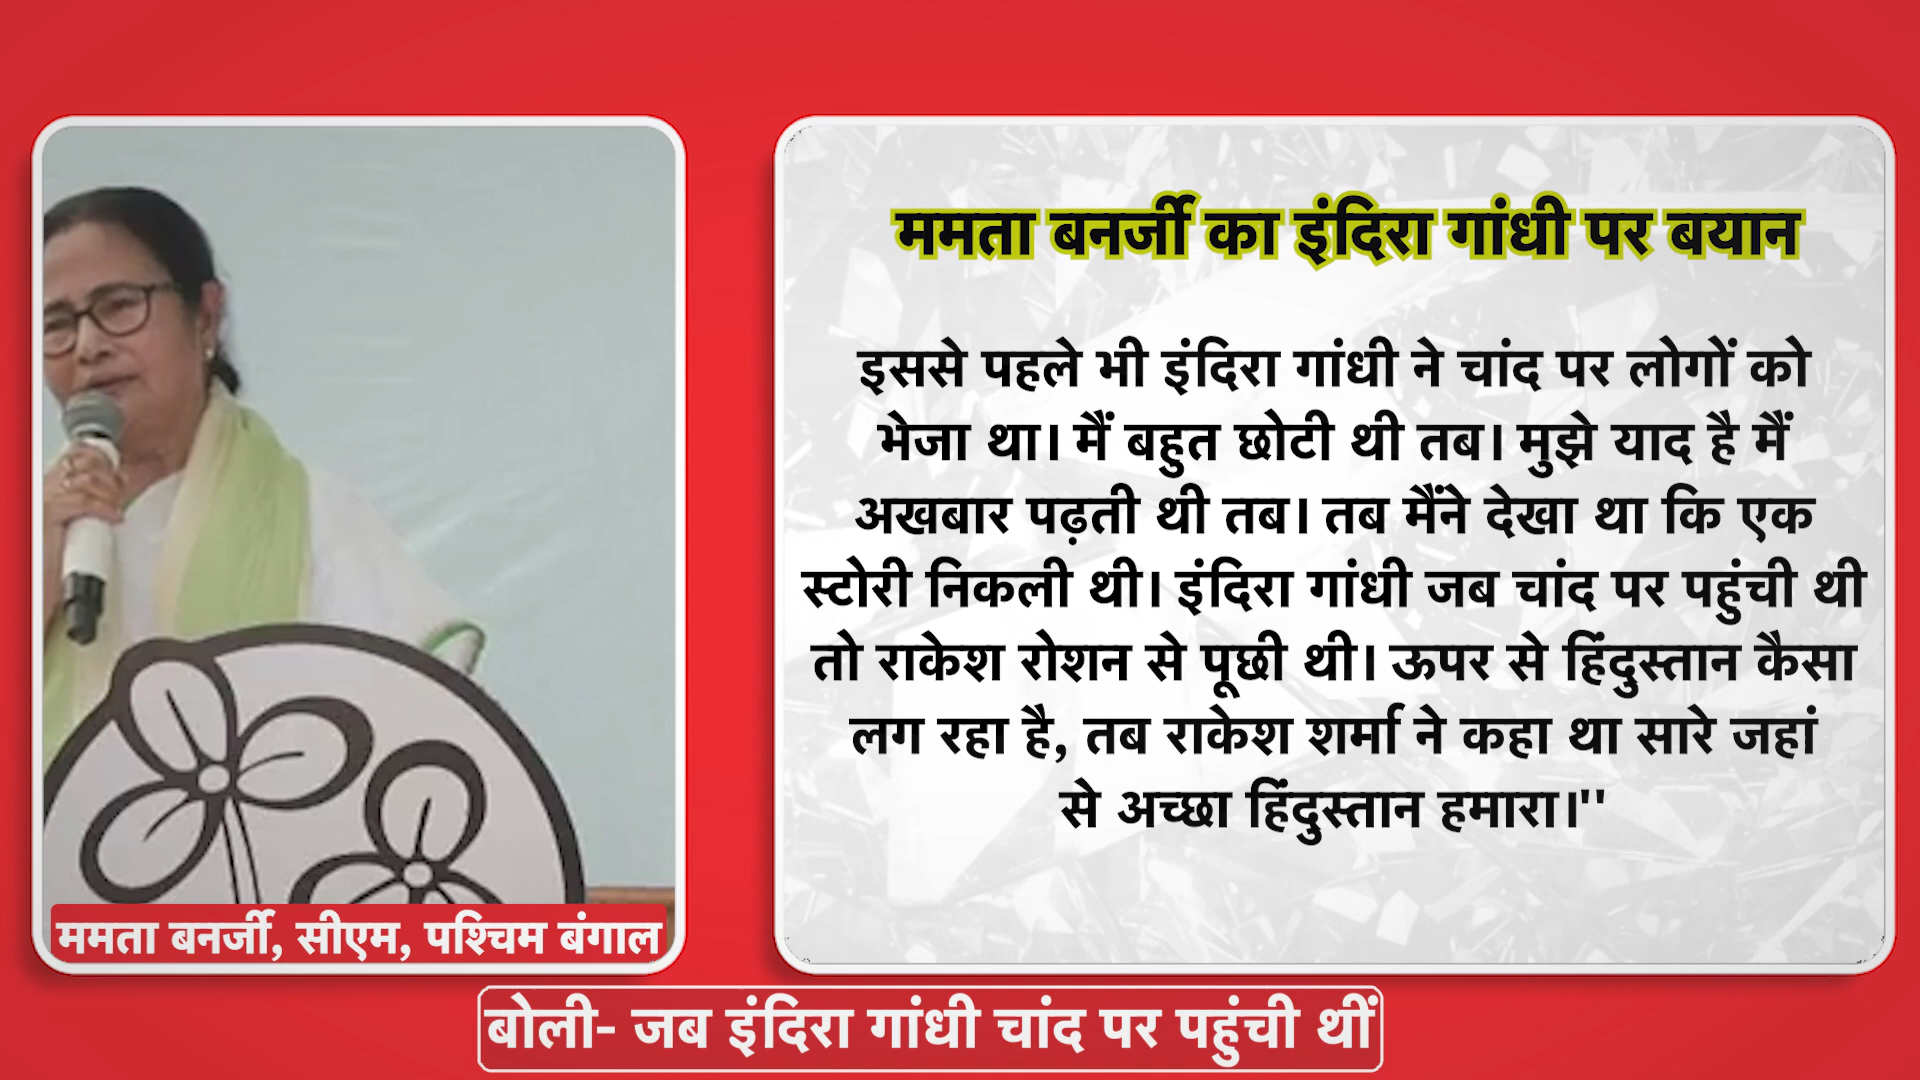 ममता बनर्जी का इंदिरा गांधी पर बयान
इससे पहले भी इंदिरा गांधी ने चांद पर लोगों को
भेजा था। मैं बहुत छोटी थी तब। मुझे याद है मैं
अखबार पढ़ती थी तब। तब मैंने देखा था कि एक
स्टोरी निकली थी। इंदिरा गांधी जब चांद पर पहुंची थी
तो राकेश रोशन से पूछी थी। ऊपर से हिंदुस्तान कैसा
लग रहा है, तब राकेश शर्मा ने कहा था सारे जहां
से अच्छा हिंदुस्तान हमारा।''
ममता बनर्जी, सीएम, पश्चिम बंगाल
बोली- जब इंदिरा गांधी चांद पर पहुंची थीं